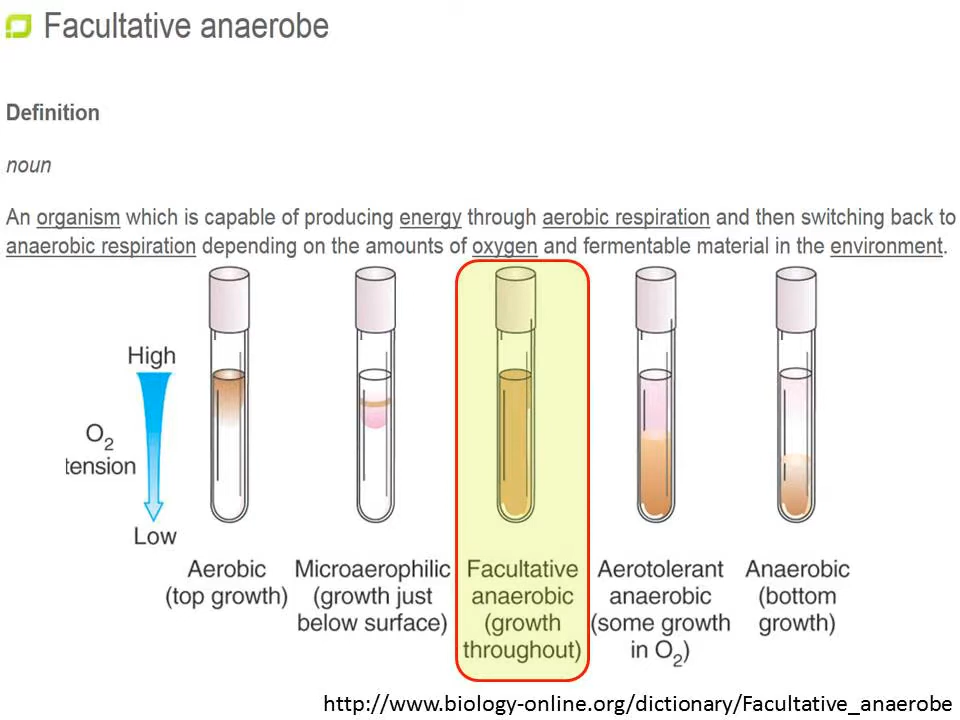 Facultative anaerobe
Definition
noun
An organism which is capable of producing energy through aerobic respiration and then switching back to
anaerobic respiration depending on the amounts of oxygen and fermentable material in the environment.
High
O2
tension
Low
Aerobic
(top growth)
Microaerophilic
(growth just
below surface)
Facultative
anaerobic
(growth
throughout)
Aerotolerant
anaerobic
(some growth
in O2)
Anaerobic
(bottom
growth)
http://www.biology-online.org/dictionary/Facultative_anaerobe